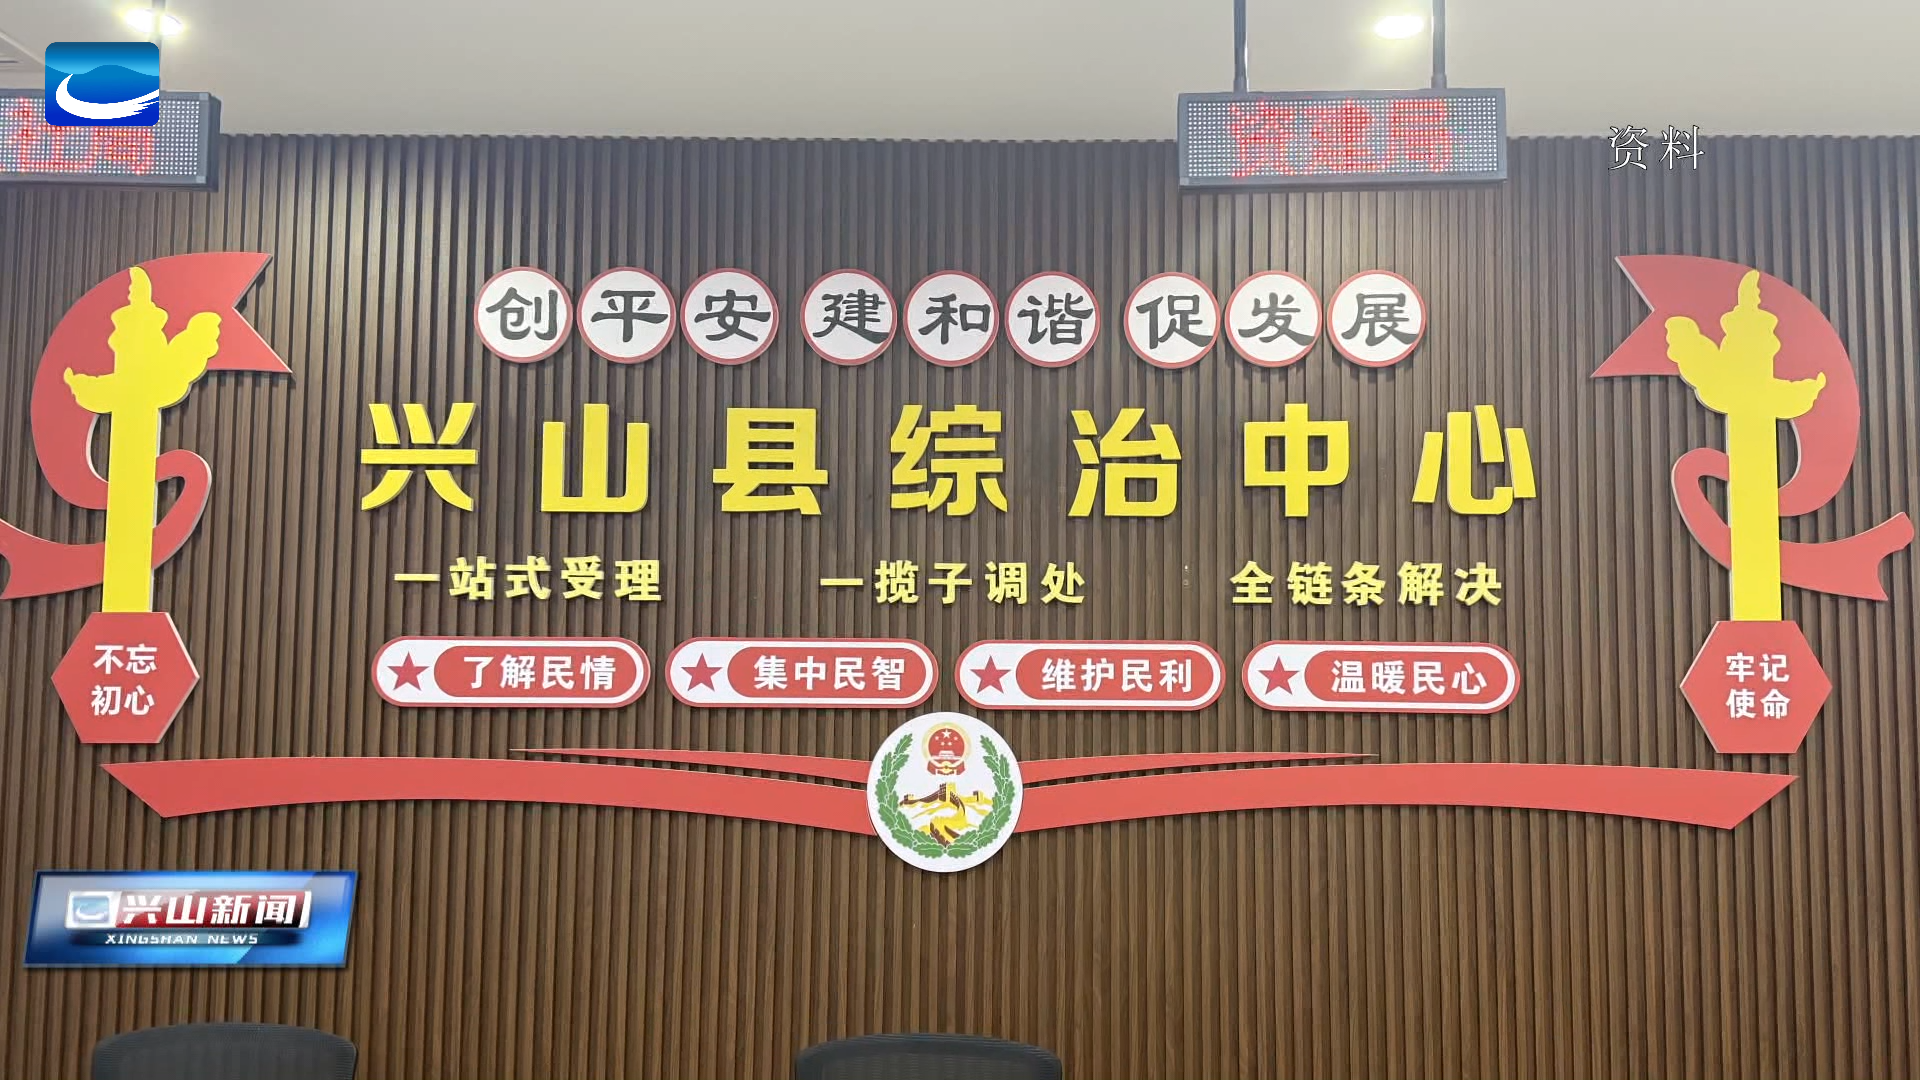 资料
创平安 建和谐 促发展
兴山县综治中心
一站式受理 一揽子调处 全链条解决
了解民情 集中民智 维护民利 温暖民心
不忘
初心
牢记
使命
兴山新闻
XINGSHAN NEWS